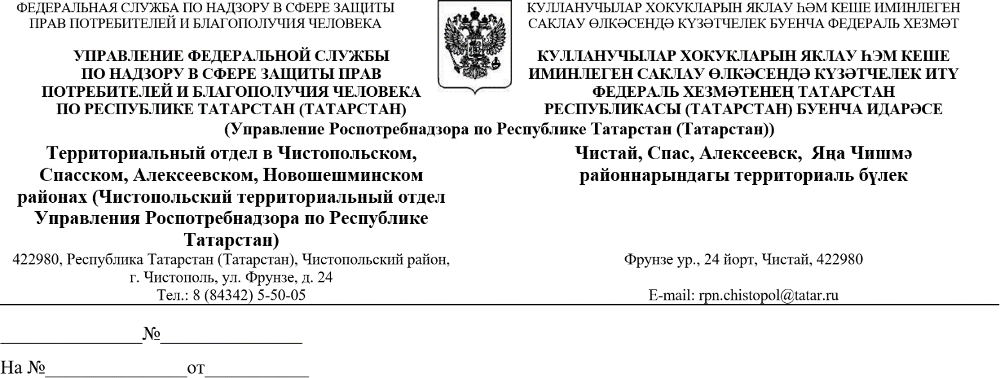 ФЕДЕРАЛЬНАЯ СЛУЖБА ПО НАДЗОРУ В СФЕРЕ ЗАЩИТЫ
ПРАВ ПОТРЕБИТЕЛЕЙ И БЛАГОПОЛУЧИЯ ЧЕЛОВЕКА
УПРАВЛЕНИЕ ФЕДЕРАЛЬНОЙ СЛУЖБЫ
ПО НАДЗОРУ В СФЕРЕ ЗАЩИТЫ ПРАВ
ПОТРЕБИТЕЛЕЙ И БЛАГОПОЛУЧИЯ ЧЕЛОВЕКА
ПО РЕСПУБЛИКЕ ТАТАРСТАН (ТАТАРСТАН)
КУЛЛАНУЧЫЛАР ХОКУКЛАРЫН ЯКЛАУ ҺӘМ КЕШЕ ИМИНЛЕГЕН
САКЛАУ ӨЛКӘСЕНДӘ КҮЗӘТЧЕЛЕК БУЕНЧА ФЕДЕРАЛЬ ХЕЗМӘТ
КУЛЛАНУЧЫЛАР ХОКУКЛАРЫН ЯКЛАУ ҺЭМ КЕШЕ
ИМИНЛЕГЕН САКЛАУ ӨЛКӘСЕНДӘ КҮЗӘТЧЕЛЕК ИТҮ
ФЕДЕРАЛЬ ХЕЗМӘТЕНЕҢ ТАТАРСТАН
РЕСПУБЛИКАСЫ (ТАТАРСТАН) БУЕНЧА ИДАРӘСЕ
(Управление Роспотребнадзора по Республике Татарстан (Татарстан))
Территориальный отдел в Чистопольском,
Спасском, Алексеевском, Новошешминском
районах (Чистопольский территориальный отдел
Управления Роспотребнадзора по Республике
Татарстан)
422980, Республика Татарстан (Татарстан), Чистопольский район,
г. Чистополь, ул. Фрунзе, д. 24
Тел.: 8 (84342) 5-50-05
Чистай, Спас, Алексеевск, Яңа Чишмә
районнарындагы территориаль бүлек
Фрунзе ур., 24 йорт, Чистай, 422980
E-mail: rpn.chistopol@tatar.ru
_______________№_______________
На №_______________от___________